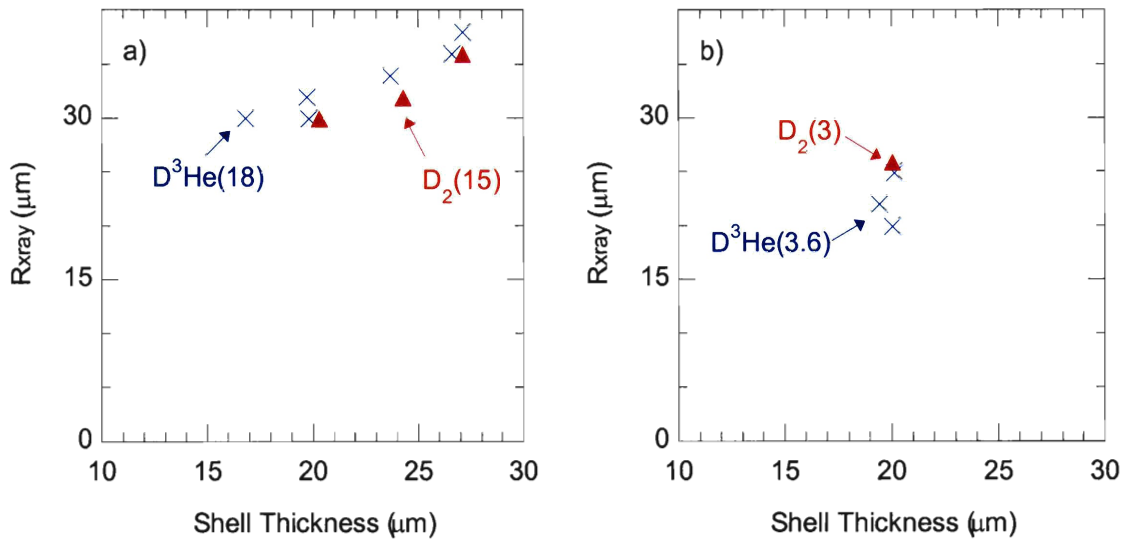 a)
30
15
0
D³He(18)
D₂(15)
10 15 20 25 30
Shell Thickness (μm)
Rxray (μm)
b)
30
15
0
D₂(3)
D³He(3.6)
10 15 20 25 30
Shell Thickness (μm)
Rxray (μm)